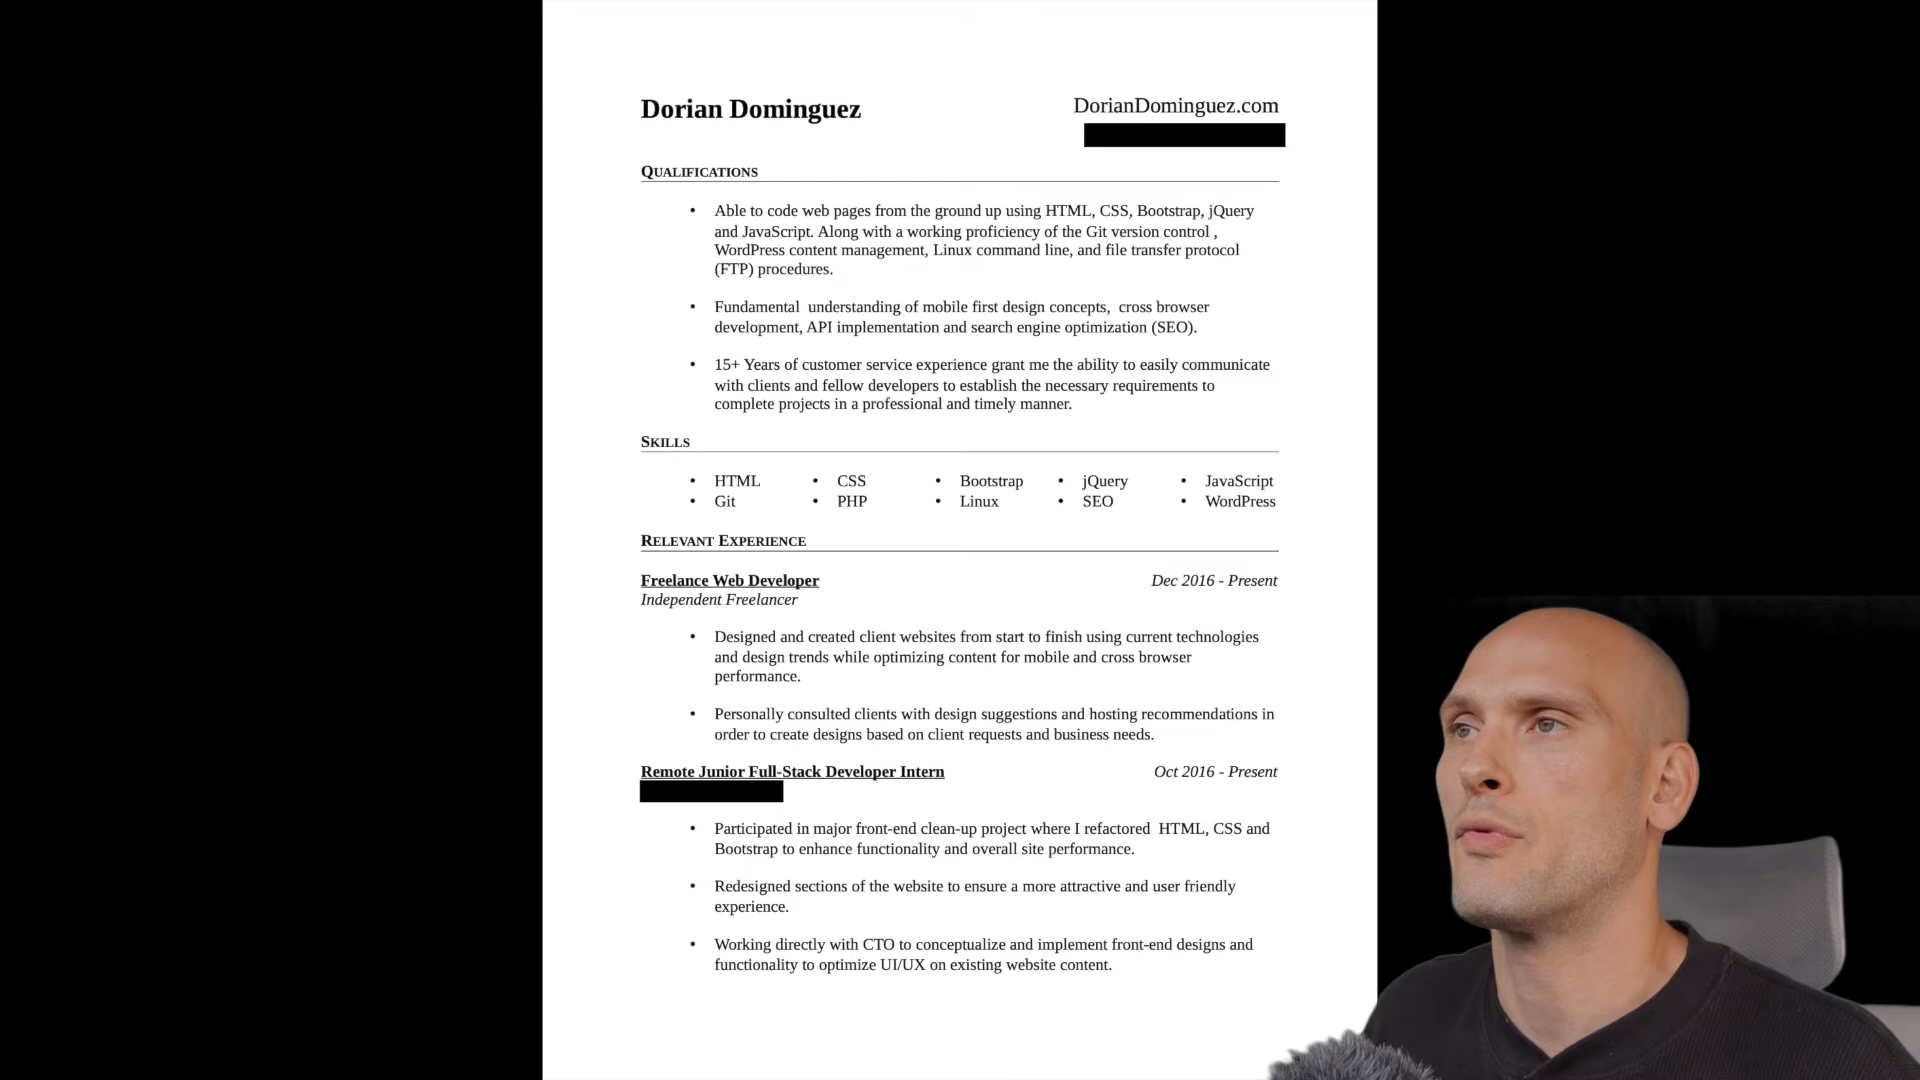 Dorian Dominguez
DorianDominguez.com
QUALIFICATIONS
• Able to code web pages from the ground up using HTML, CSS, Bootstrap, jQuery
and JavaScript. Along with a working proficiency of the Git version control ,
WordPress content management, Linux command line, and file transfer protocol
(FTP) procedures.
• Fundamental  understanding of mobile first design concepts,  cross browser
development, API implementation and search engine optimization (SEO).
• 15+ Years of customer service experience grant me the ability to easily communicate
with clients and fellow developers to establish the necessary requirements to
complete projects in a professional and timely manner.
SKILLS
• HTML • CSS • Bootstrap • jQuery • JavaScript
• Git • PHP • Linux • SEO • WordPress
RELEVANT EXPERIENCE
Freelance Web Developer Dec 2016 - Present
Independent Freelancer
• Designed and created client websites from start to finish using current technologies
and design trends while optimizing content for mobile and cross browser
performance.
• Personally consulted clients with design suggestions and hosting recommendations in
order to create designs based on client requests and business needs.
Remote Junior Full-Stack Developer Intern Oct 2016 - Present
• Participated in major front-end clean-up project where I refactored  HTML, CSS and
Bootstrap to enhance functionality and overall site performance.
• Redesigned sections of the website to ensure a more attractive and user friendly
experience.
• Working directly with CTO to conceptualize and implement front-end designs and
functionality to optimize UI/UX on existing website content.